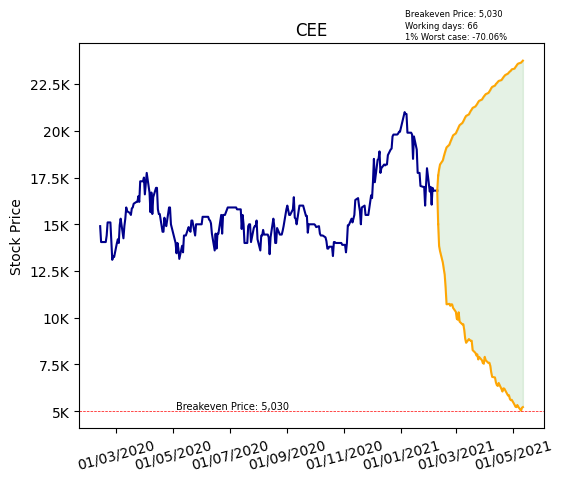 Breakeven Price: 5,030
Working days: 66
1% Worst case: -70.06%
CEE
Stock Price
22.5K
20K
17.5K
15K
12.5K
10K
7.5K
5K
Breakeven Price: 5,030
01/03/2020 01/05/2020 01/07/2020 01/09/2020 01/11/2020 01/01/2021 01/03/2021 01/05/2021